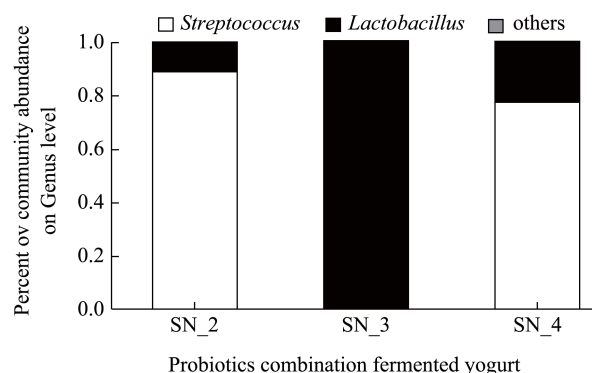 Streptococcus Lactobacillus others
Percent ov community abundance
on Genus level
1.0
0.8
0.6
0.4
0.2
0.0
SN_2 SN_3 SN_4
Probiotics combination fermented yogurt